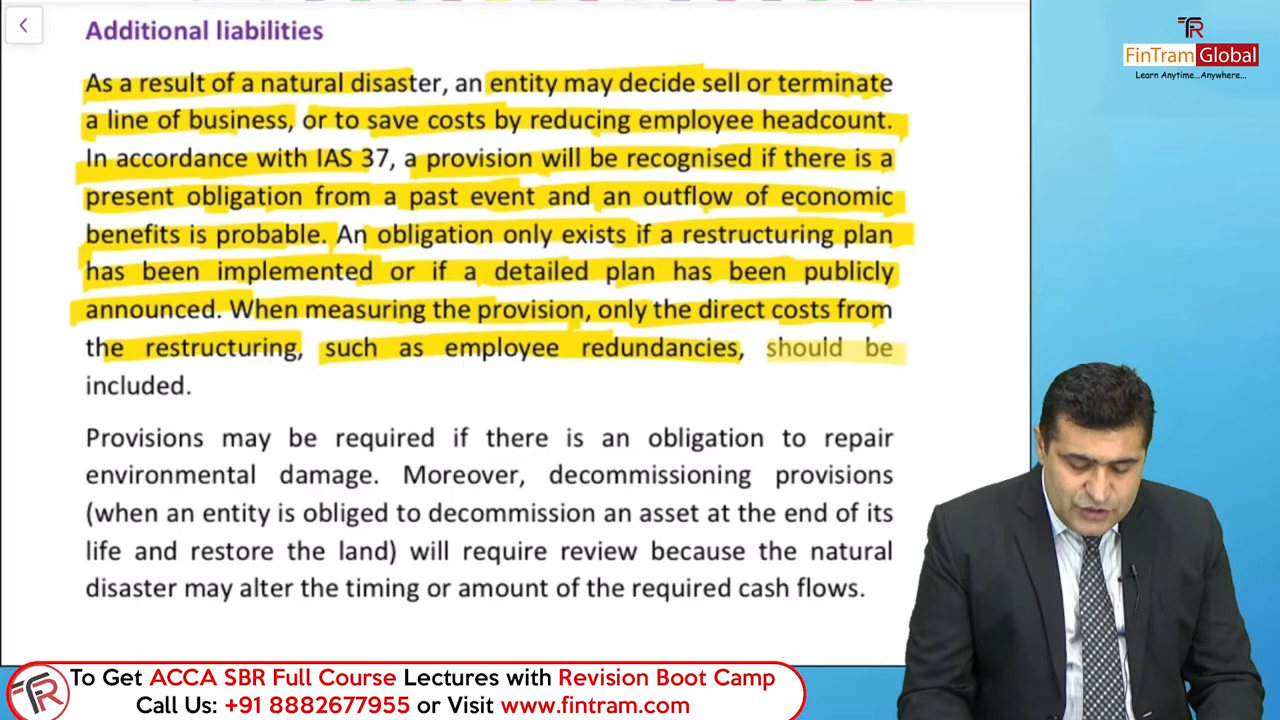 Additional liabilities
As a result of a natural disaster, an entity may decide sell or terminate
a line of business, or to save costs by reducing employee headcount.
In accordance with IAS 37, a provision will be recognised if there is a
present obligation from a past event and an outflow of economic
benefits is probable. An obligation only exists if a restructuring plan
has been implemented or if a detailed plan has been publicly
announced. When measuring the provision, only the direct costs from
the restructuring, such as employee redundancies, should be
included.
Provisions may be required if there is an obligation to repair
environmental damage. Moreover, decommissioning provisions
(when an entity is obliged to decommission an asset at the end of its
life and restore the land) will require review because the natural
disaster may alter the timing or amount of the required cash flows.
FinTram Global
Learn Anytime...Anywhere...
To Get ACCA SBR Full Course Lectures with Revision Boot Camp
Call Us: +91 8882677955 or Visit www.fintram.com